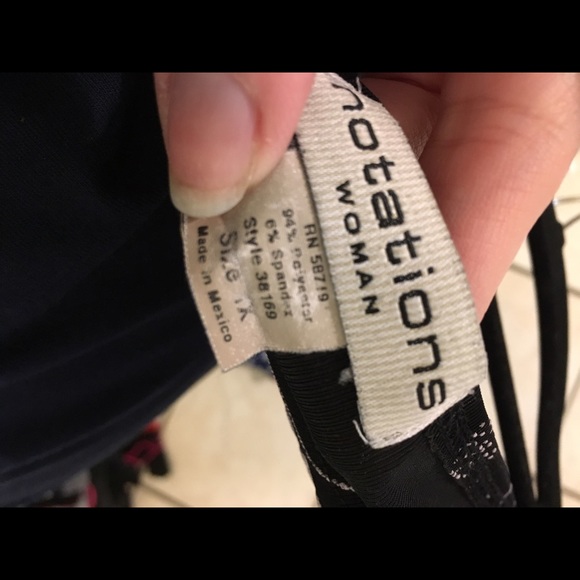 notations
WOMAN
RN 58719
94% Polyester
6% Spandex
Style 38169
Size 1X
Made in Mexico